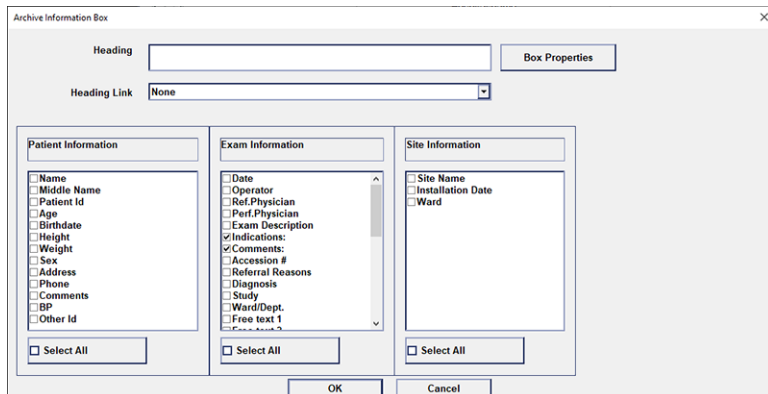 Archive Information Box
Heading
Box Properties
Heading Link
None
Patient Information
Name
Middle Name
Patient Id
Age
Birthdate
Height
Weight
Sex
Address
Phone
Comments
BP
Other Id
Select All
Exam Information
Date
Operator
Ref.Physician
Perf.Physician
Exam Description
Indications:
Comments:
Accession #
Referral Reasons
Diagnosis
Study
Ward/Dept.
Free text 1
Free text 2
Select All
Site Information
Site Name
Installation Date
Ward
Select All
OK
Cancel